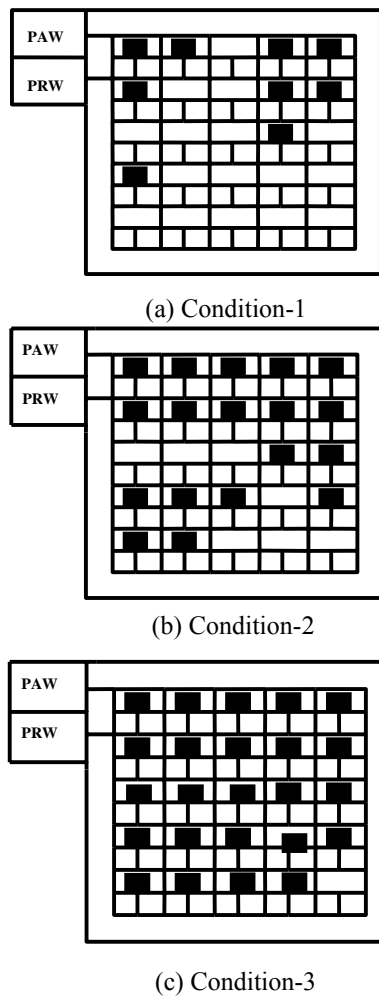 PAW
PRW
(a) Condition-1
PAW
PRW
(b) Condition-2
PAW
PRW
(c) Condition-3